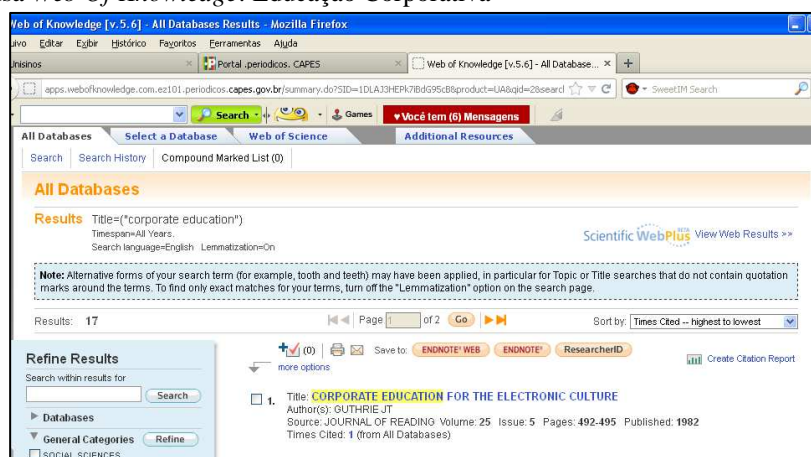 Web Of Knowledge: Educação Corporativa
Web of Knowledge [v.5.6] - All Databases Results - Mozilla Firefox
Editar Exibir Histórico Favoritos Ferramentas Ajuda
Portal .periodicos. CAPES × Web of Knowledge [v.5.6] - All Database... × +
apps.webofknowledge.com.ez101.periodicos.capes.gov.br/summary.do? SweetIM Search
Search Games ♥Você tem (6) Mensagens
All Databases Select a Database Web of Science Additional Resources
Search Search History Compound Marked List (0)
All Databases
Results Title=("corporate education")
Timespan=All Years.
Search language=English Lemmatization=On
Scientific WebPlus BETA View Web Results >>
Note: Alternative forms of your search term (for example, tooth and teeth) may have been applied, in particular for Topic or Title searches that do not contain quotation
marks around the terms. To find only exact matches for your terms, turn off the "Lemmatization" option on the search page.
Results: 17 Page 1 of 2 Go Sort by: Times Cited -- highest to lowest
Refine Results
Search within results for
Search
Databases
General Categories Refine
SOCIAL SCIENCES
(0) Save to: ENDNOTE® WEB ENDNOTE® ResearcherID Create Citation Report
more options
1. Title: CORPORATE EDUCATION FOR THE ELECTRONIC CULTURE
Author(s): GUTHRIE JT
Source: JOURNAL OF READING Volume: 25 Issue: 5 Pages: 492-495 Published: 1982
Times Cited: 1 (from All Databases)